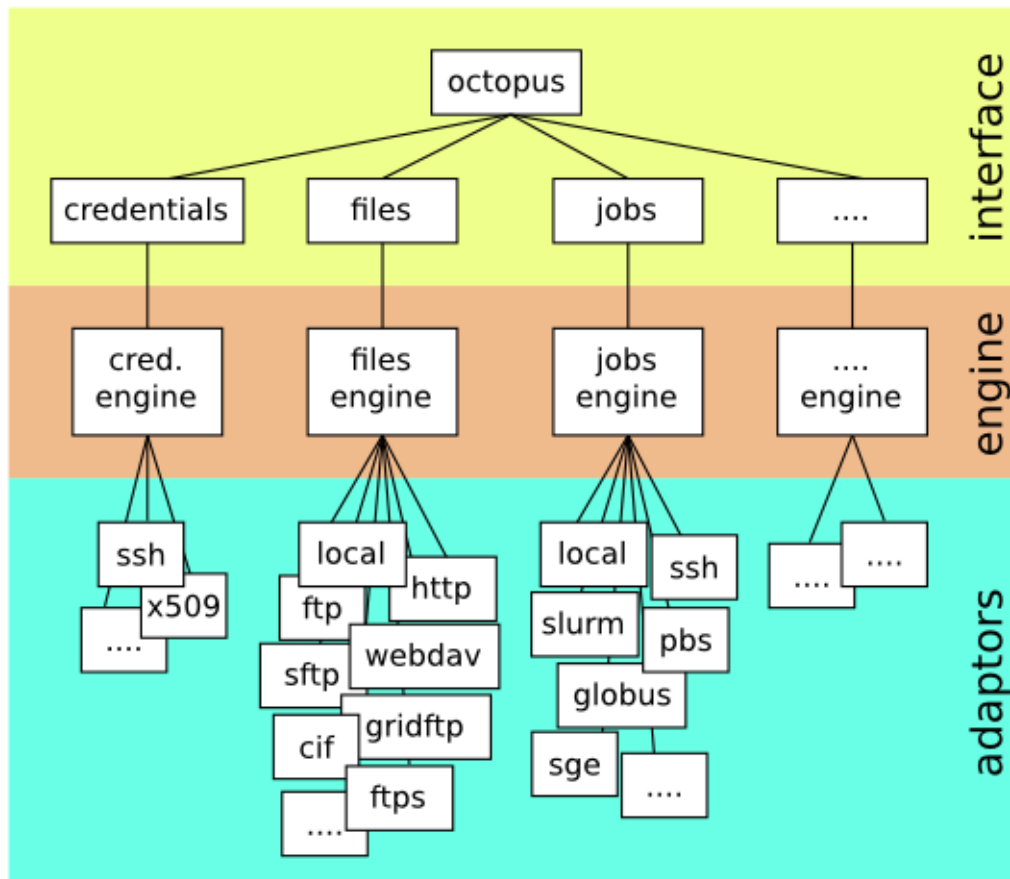 octopus
credentials
files
jobs
....
interface
cred.
engine
files
engine
jobs
engine
....
engine
engine
ssh
x509
....
local
http
ftp
webdav
sftp
gridftp
cif
ftps
....
local
ssh
slurm
pbs
globus
sge
....
....
....
adaptors